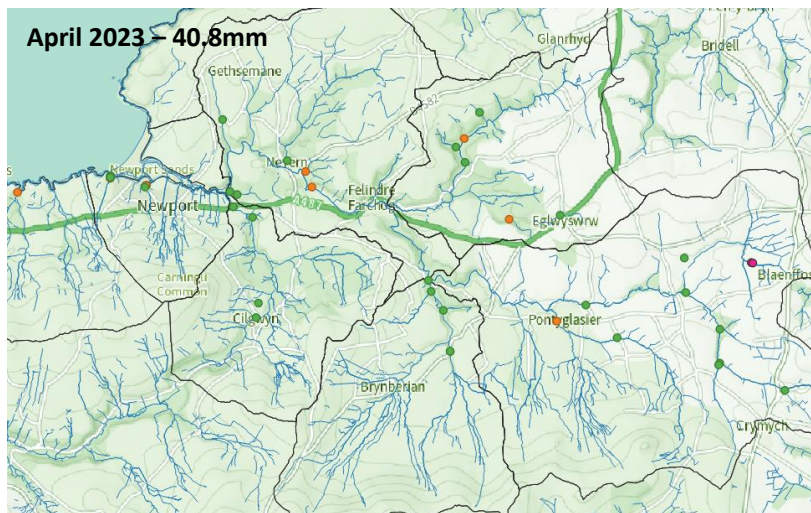 April 2023 – 40.8mm
Glanrhyd
Bridell
Gethsemane
Nevern
Newport Sands
Newport
Felindre
Farchog
A487
Eglwyswrw
Blaenffos
Carningli
Common
Cilgwyn
Pontyglasier
Brynberian
Crymych